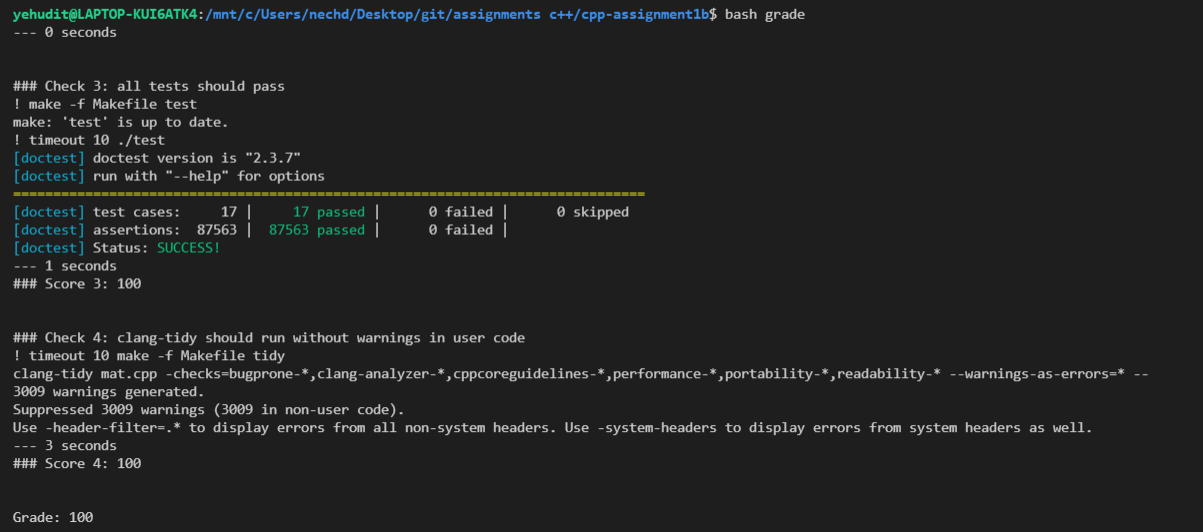 yehudit@LAPTOP-KUI6ATK4:/mnt/c/Users/nechd/Desktop/git/assignments c++/cpp-assignment1b$ bash grade
--- 0 seconds
### Check 3: all tests should pass
! make -f Makefile test
make: 'test' is up to date.
! timeout 10 ./test
[doctest] doctest version is "2.3.7"
[doctest] run with "--help" for options
===============================================================================
[doctest] test cases:     17 |     17 passed |      0 failed |      0 skipped
[doctest] assertions:  87563 |  87563 passed |      0 failed |
[doctest] Status: SUCCESS!
--- 1 seconds
### Score 3: 100
### Check 4: clang-tidy should run without warnings in user code
! timeout 10 make -f Makefile tidy
clang-tidy mat.cpp -checks=bugprone-*,clang-analyzer-*,cppcoreguidelines-*,performance-*,portability-*,readability-* --warnings-as-errors=* --
3009 warnings generated.
Suppressed 3009 warnings (3009 in non-user code).
Use -header-filter=.* to display errors from all non-system headers. Use -system-headers to display errors from system headers as well.
--- 3 seconds
### Score 4: 100
Grade: 100